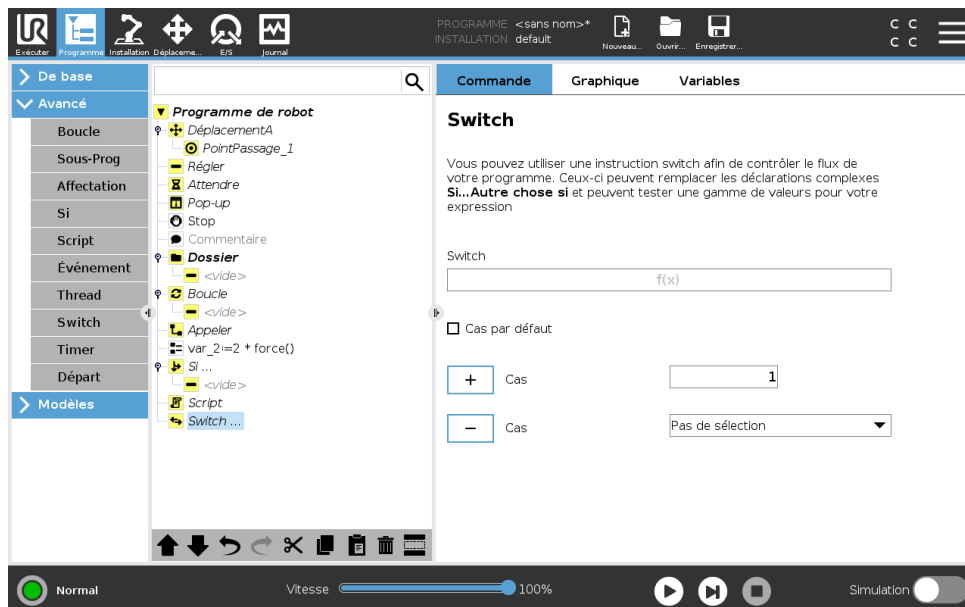 PROGRAMME <sans nom>*
INSTALLATION default
Exécuter Programme Installation Déplaceme... E/S Journal Nouveau... Ouvrir... Enregistrer...
C C
C C
De base
Avancé
Boucle
Sous-Prog
Affectation
Si
Script
Événement
Thread
Switch
Timer
Départ
Modèles
Programme de robot
DéplacementA
PointPassage_1
Régler
Attendre
Pop-up
Stop
Commentaire
Dossier
<vide>
Boucle
<vide>
Appeler
var_2≔2 * force()
Si ...
<vide>
Script
Switch ...
Commande Graphique Variables
Switch
Vous pouvez utiliser une instruction switch afin de contrôler le flux de
votre programme. Ceux-ci peuvent remplacer les déclarations complexes
Si...Autre chose si et peuvent tester une gamme de valeurs pour votre
expression
Switch
f(x)
Cas par défaut
+ Cas 1
− Cas Pas de sélection
Normal Vitesse 100% Simulation